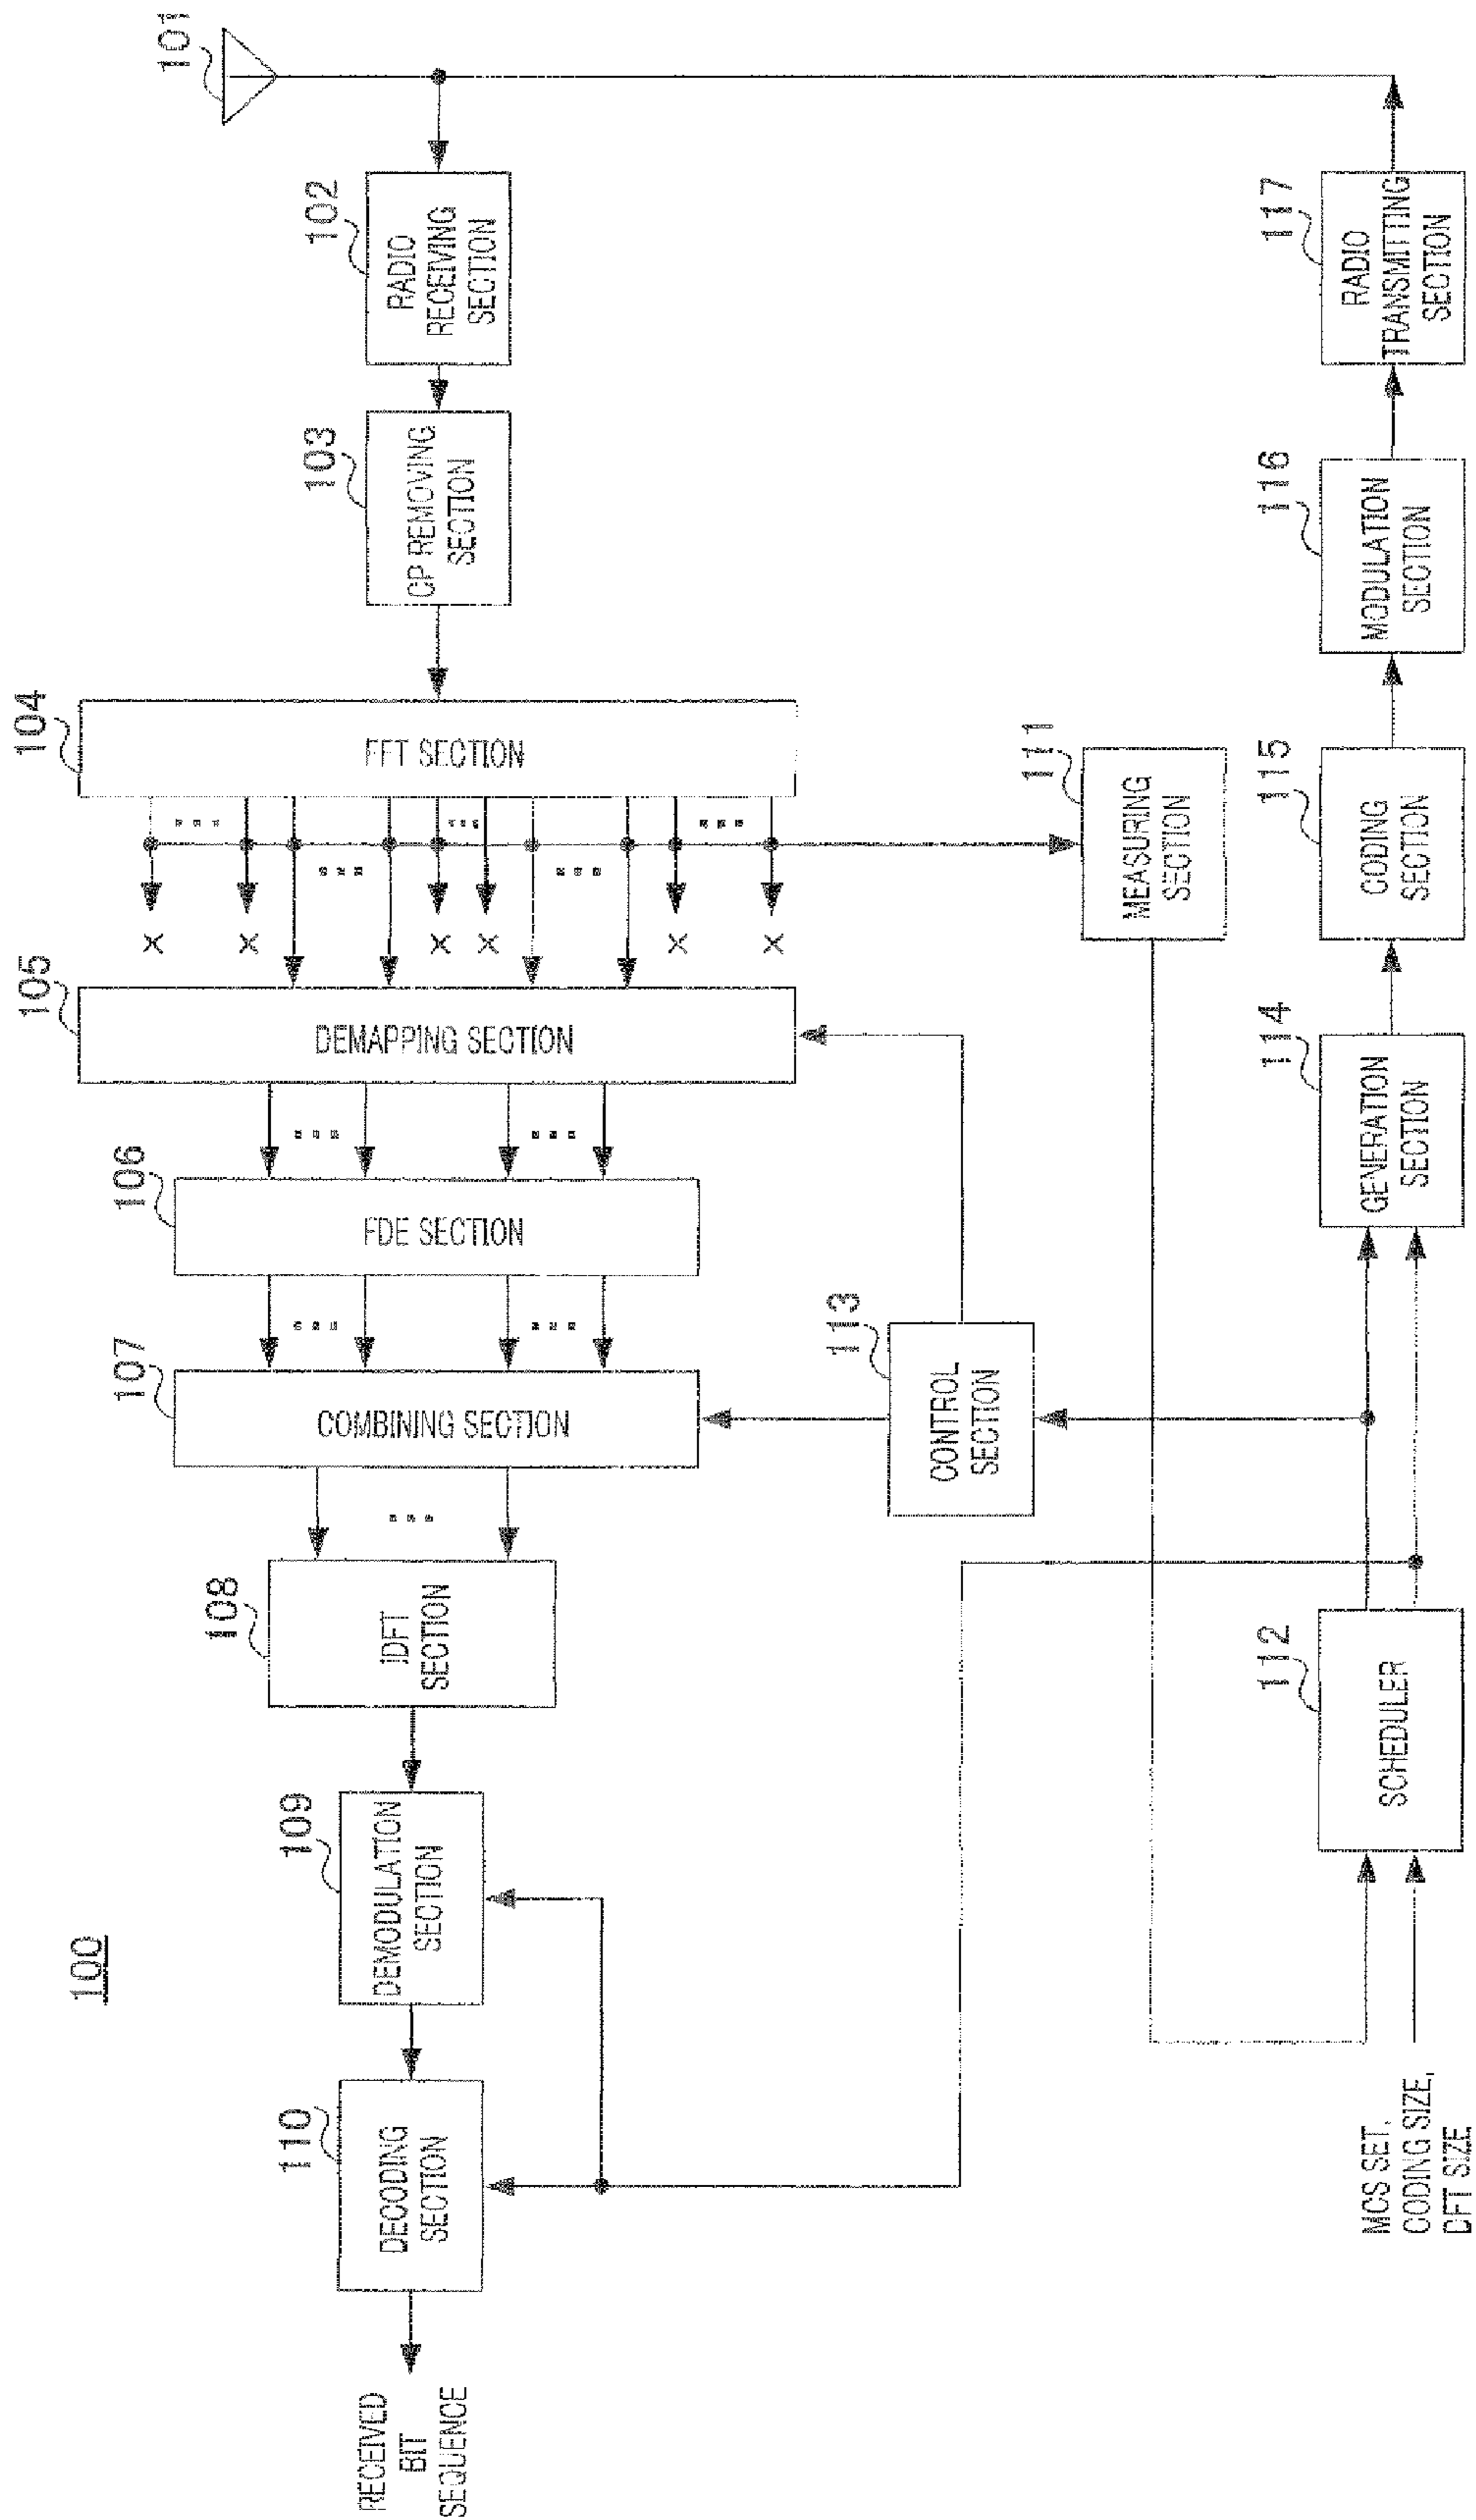 100
101
102
RADIO
RECEIVING
SECTION
103
CP REMOVING
SECTION
104
FFT SECTION
X
X
X
X
X
X
105
DEMAPPING SECTION
106
FDE SECTION
107
COMBINING SECTION
108
IDFT
SECTION
109
DEMODULATION
SECTION
110
DECODING
SECTION
RECEIVED
BIT
SEQUENCE
111
MEASURING
SECTION
112
SCHEDULER
113
CONTROL
SECTION
114
GENERATION
SECTION
115
CODING
SECTION
116
MODULATION
SECTION
117
RADIO
TRANSMITTING
SECTION
MCS SET,
CODING SIZE,
DFT SIZE